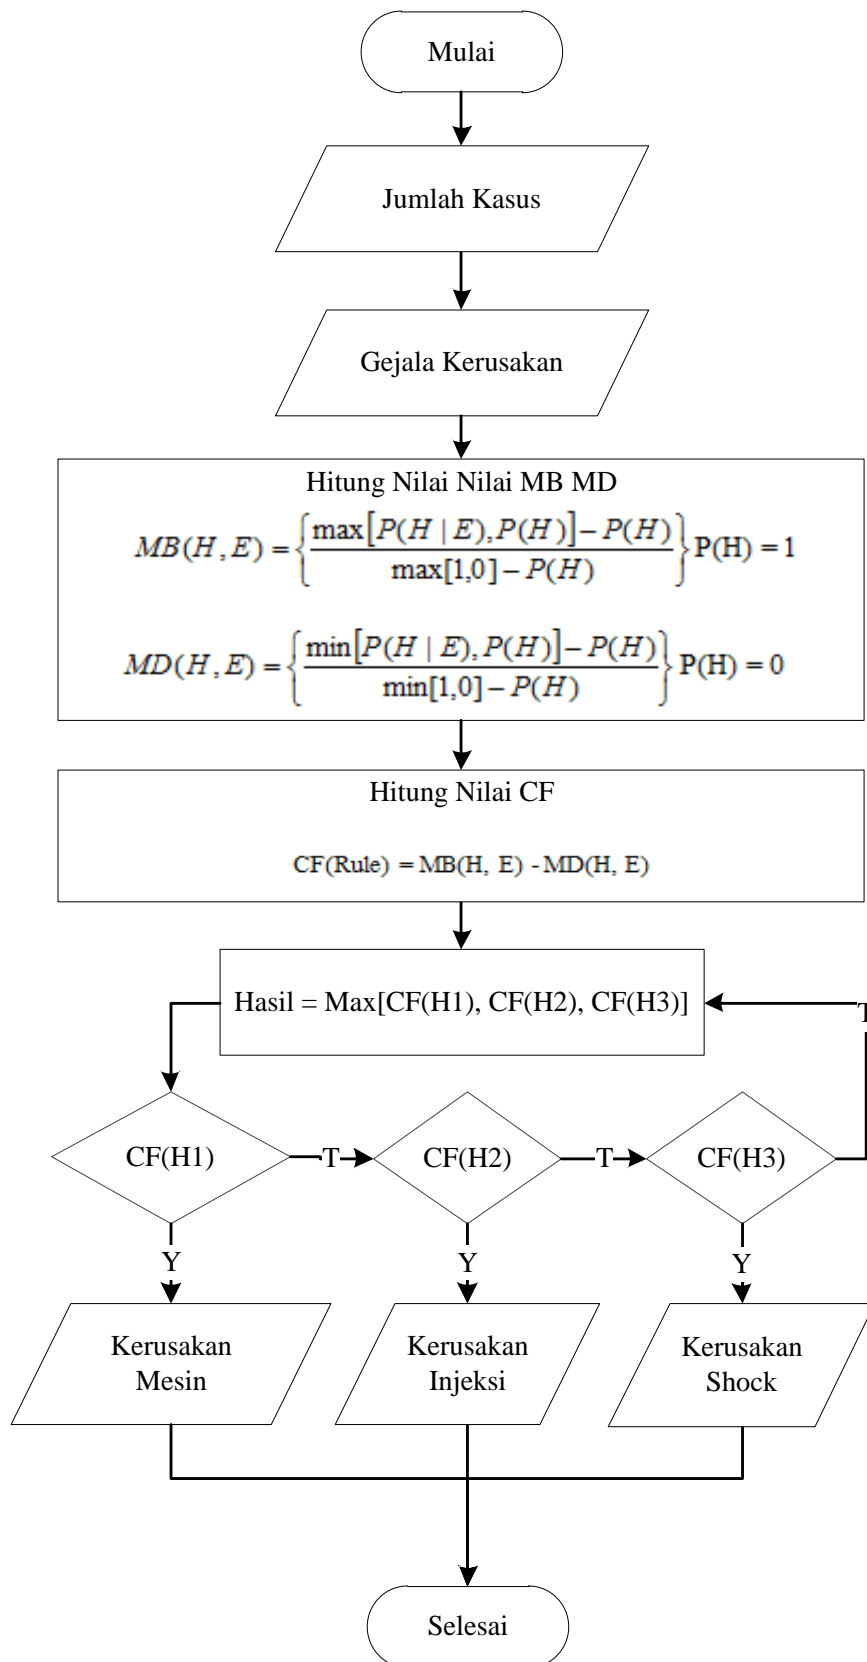 Mulai
Jumlah Kasus
Gejala Kerusakan
Hitung Nilai Nilai MB MD
MB(H,E) = { max[P(H | E),P(H)] – P(H) / max[1,0] – P(H) } P(H) = 1
MD(H,E) = { min[P(H | E),P(H)] – P(H) / min[1,0] – P(H) } P(H) = 0
Hitung Nilai CF
CF(Rule) = MB(H, E) - MD(H, E)
Hasil = Max[CF(H1), CF(H2), CF(H3)]
T
CF(H1)
T
CF(H2)
T
CF(H3)
Y
Y
Y
Kerusakan
Mesin
Kerusakan
Injeksi
Kerusakan
Shock
Selesai